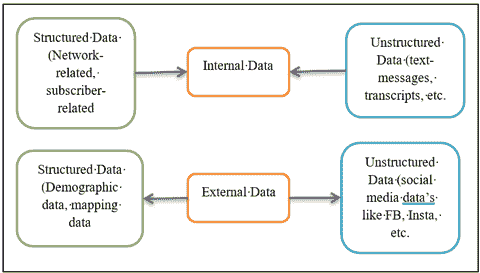 Structured Data
(Network-
related,
subscriber-
related
Internal Data
Unstructured
Data (text-
messages,
transcripts, etc.
Structured Data
(Demographic
data, mapping
data
External Data
Unstructured
Data (social
media data's
like FB, Insta,
etc.